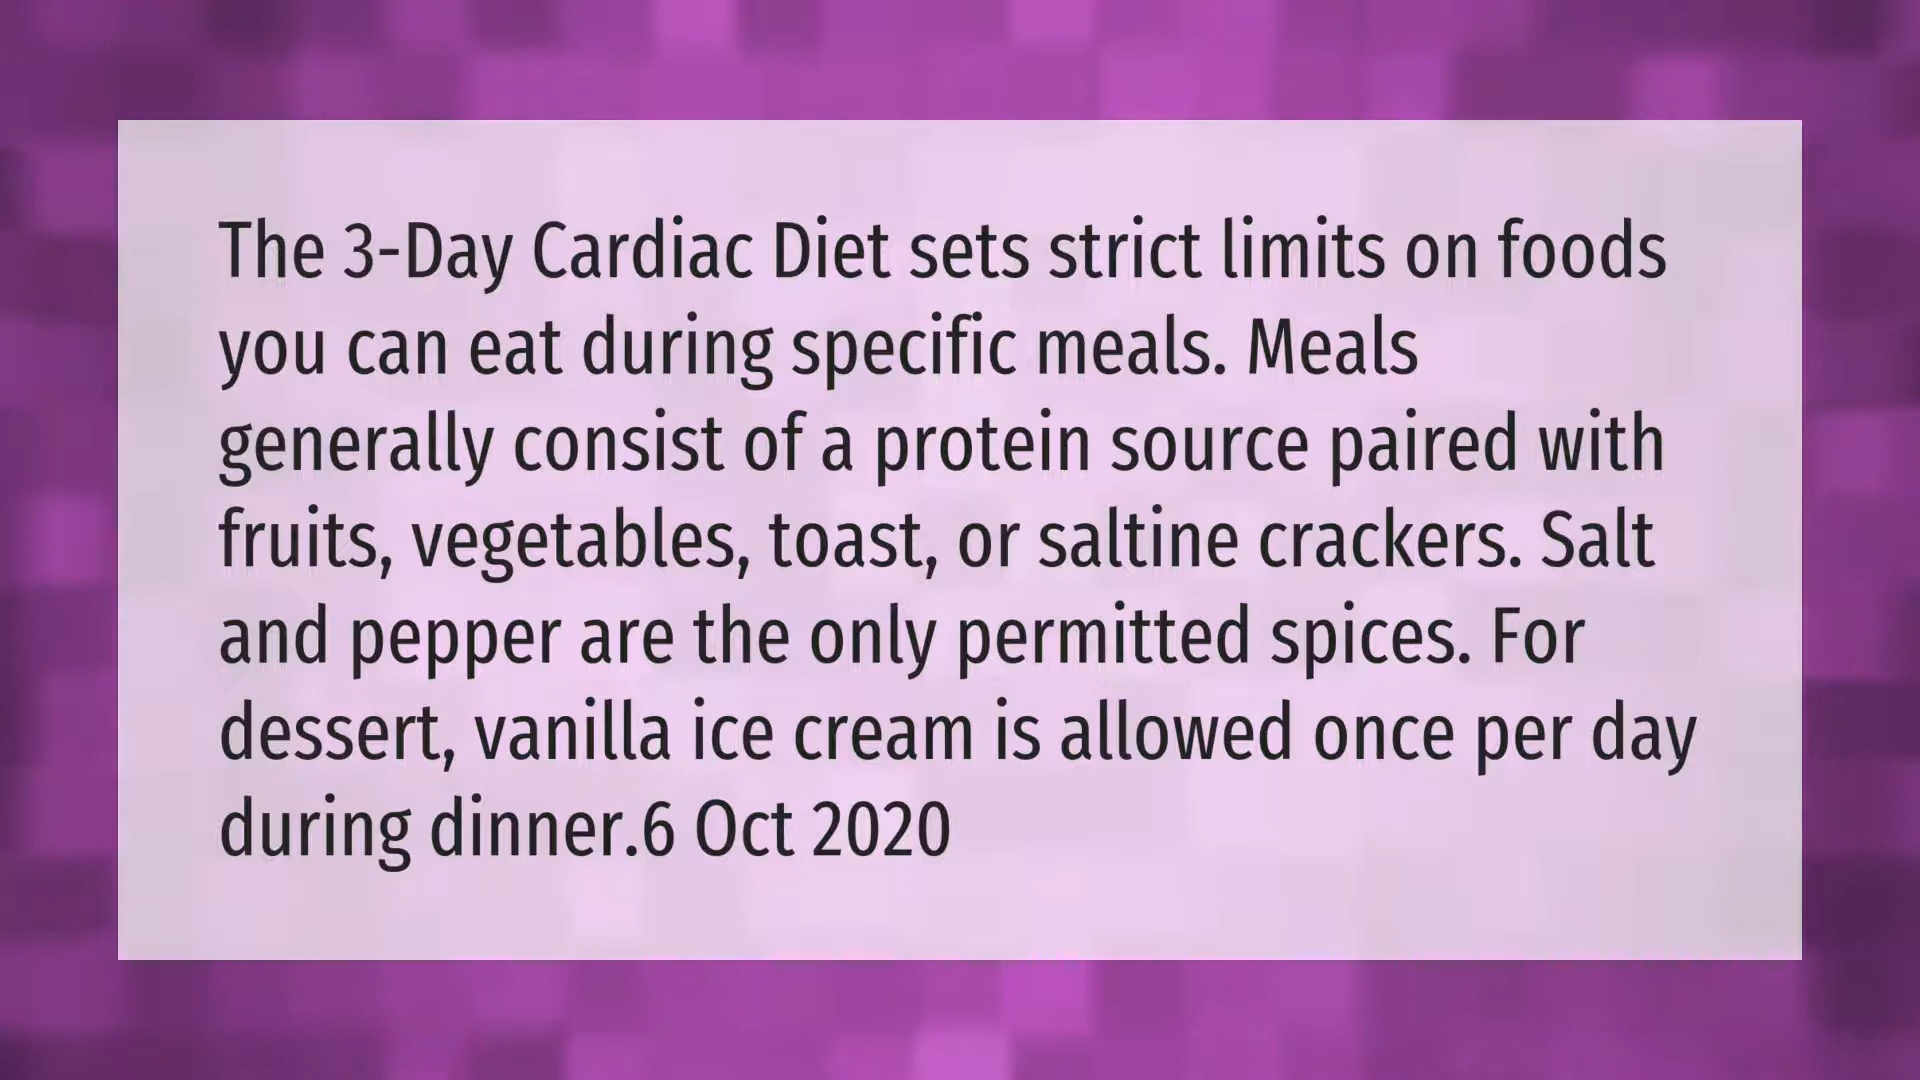 The 3-Day Cardiac Diet sets strict limits on foods
you can eat during specific meals. Meals
generally consist of a protein source paired with
fruits, vegetables, toast, or saltine crackers. Salt
and pepper are the only permitted spices. For
dessert, vanilla ice cream is allowed once per day
during dinner.6 Oct 2020